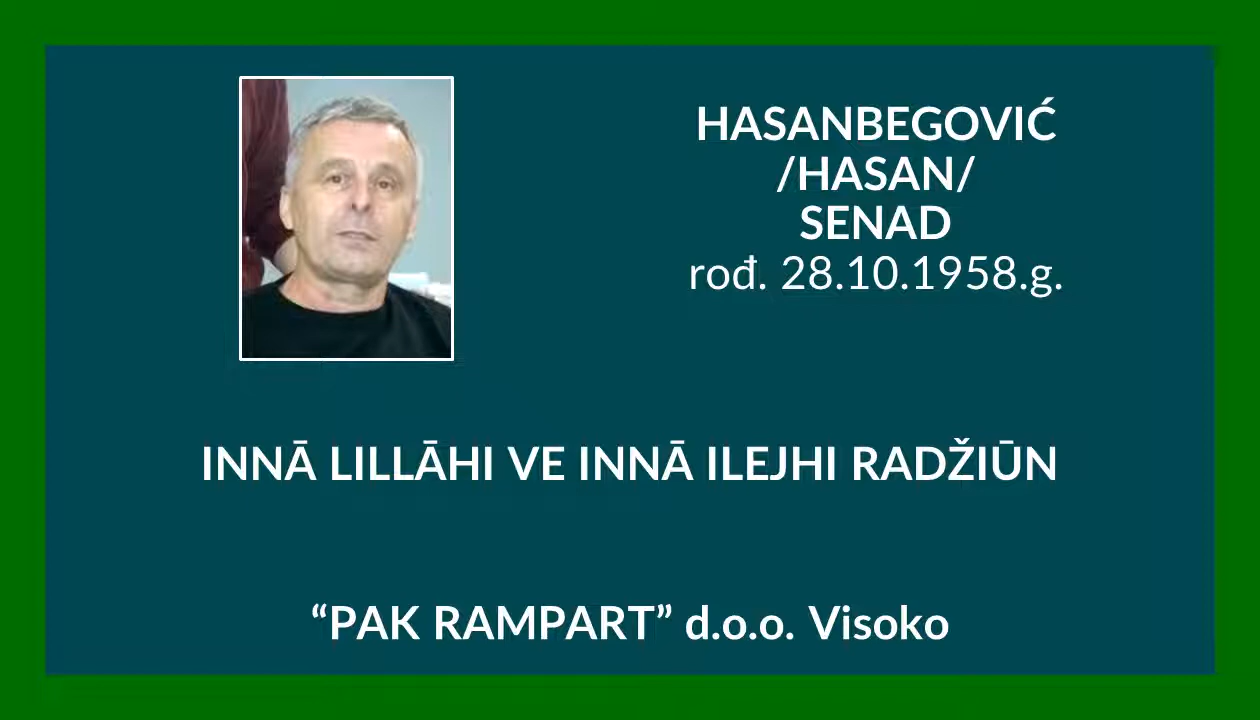 HASANBEGOVIĆ
/HASAN/
SENAD
rođ. 28.10.1958.g.
INNĀ LILLĀHI VE INNĀ ILEJHI RADŽIŪN
“PAK RAMPART” d.o.o. Visoko